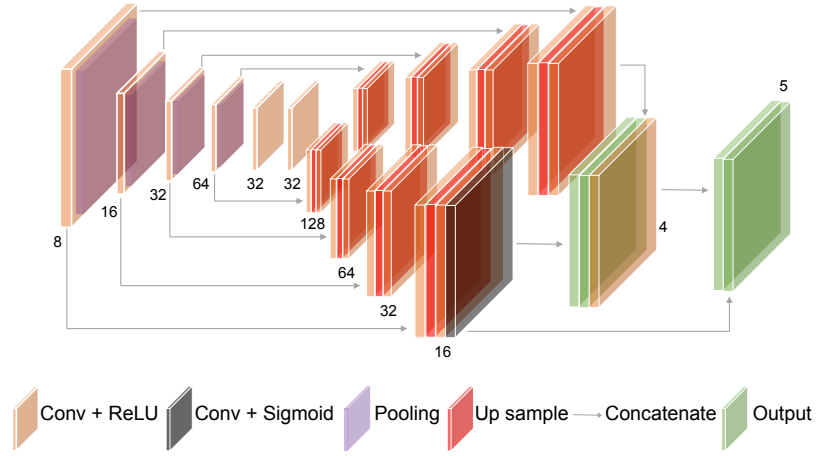 5
8
16
32
64
32
32
128
64
32
16
4
Conv + ReLU
Conv + Sigmoid
Pooling
Up sample
Concatenate
Output